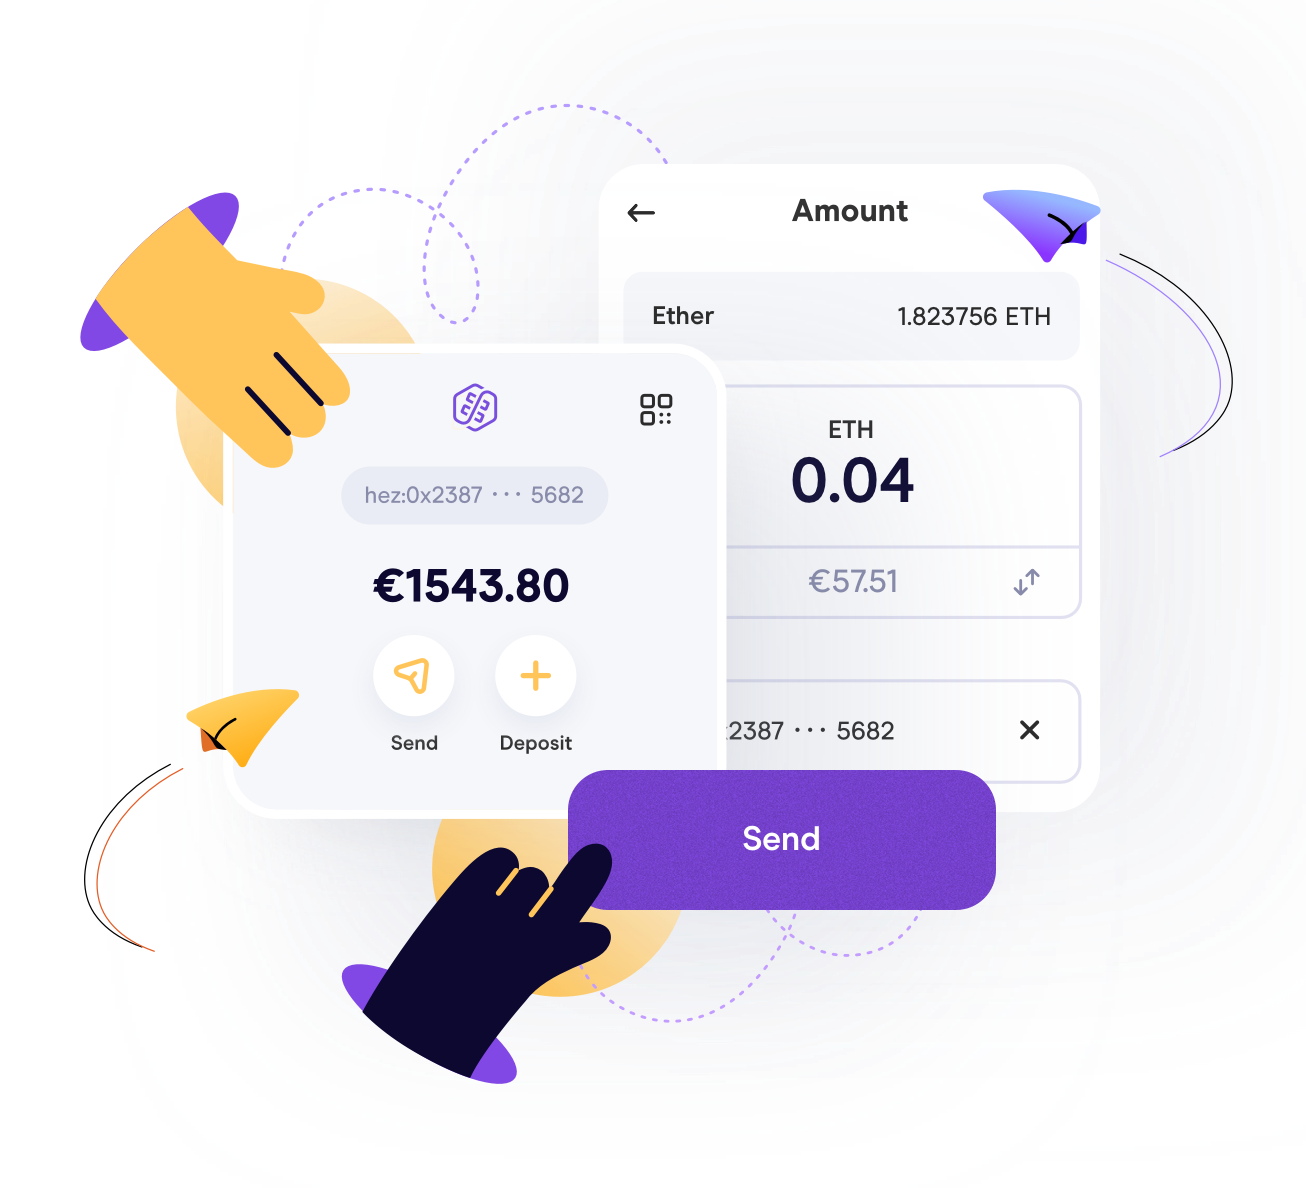 Amount
Ether 1.823756 ETH
ETH
0.04
€57.51
2387 ··· 5682
hez:0x2387 ··· 5682
€1543.80
Send Deposit
Send